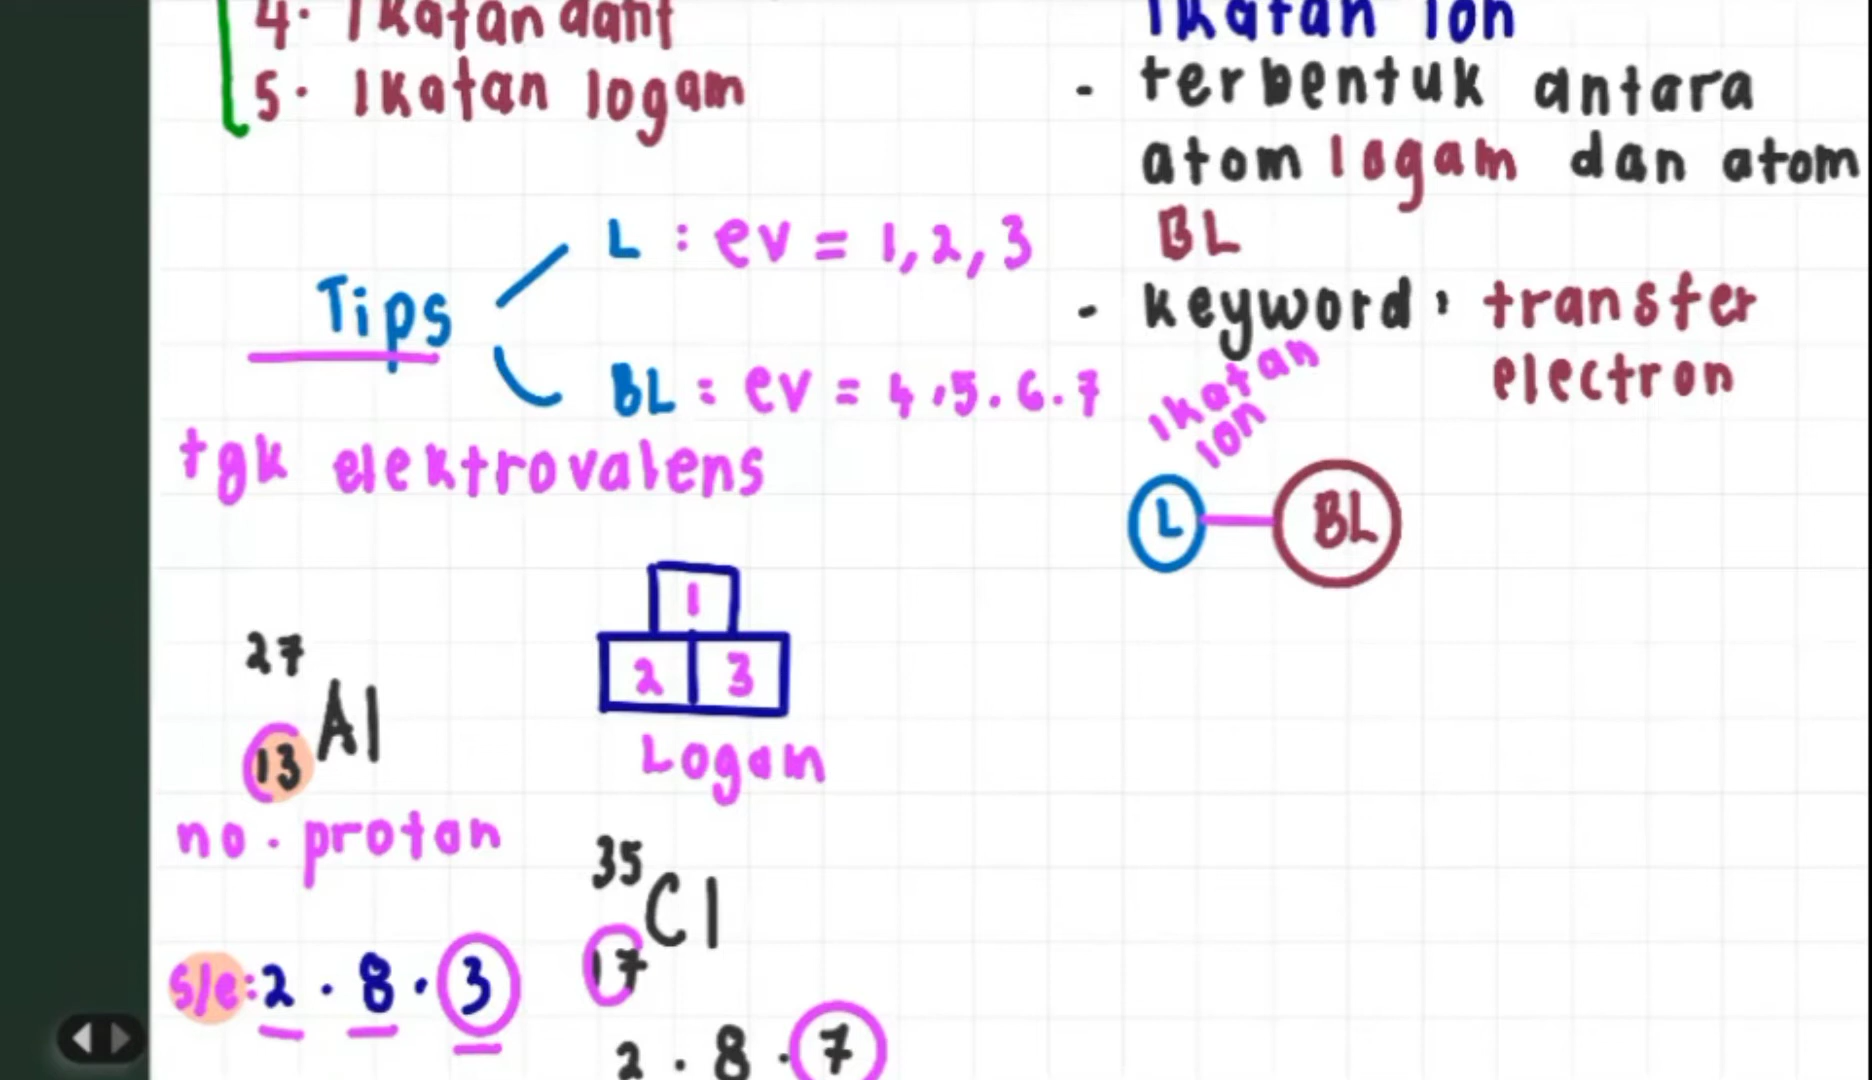 4. Ikatan datif
5. Ikatan logam
Tips
L : ev = 1, 2, 3
BL : ev = 4.5.6.7
tgk elektrovalens
27
Al
13
no. proton
s/e: 2 . 8 . 3
1
2 3
Logam
35
Cl
17
2 . 8 . 7
Ikatan ion
- terbentuk antara
atom logam dan atom
BL
- keyword : transfer
electron
Ikatan
Ion
L BL